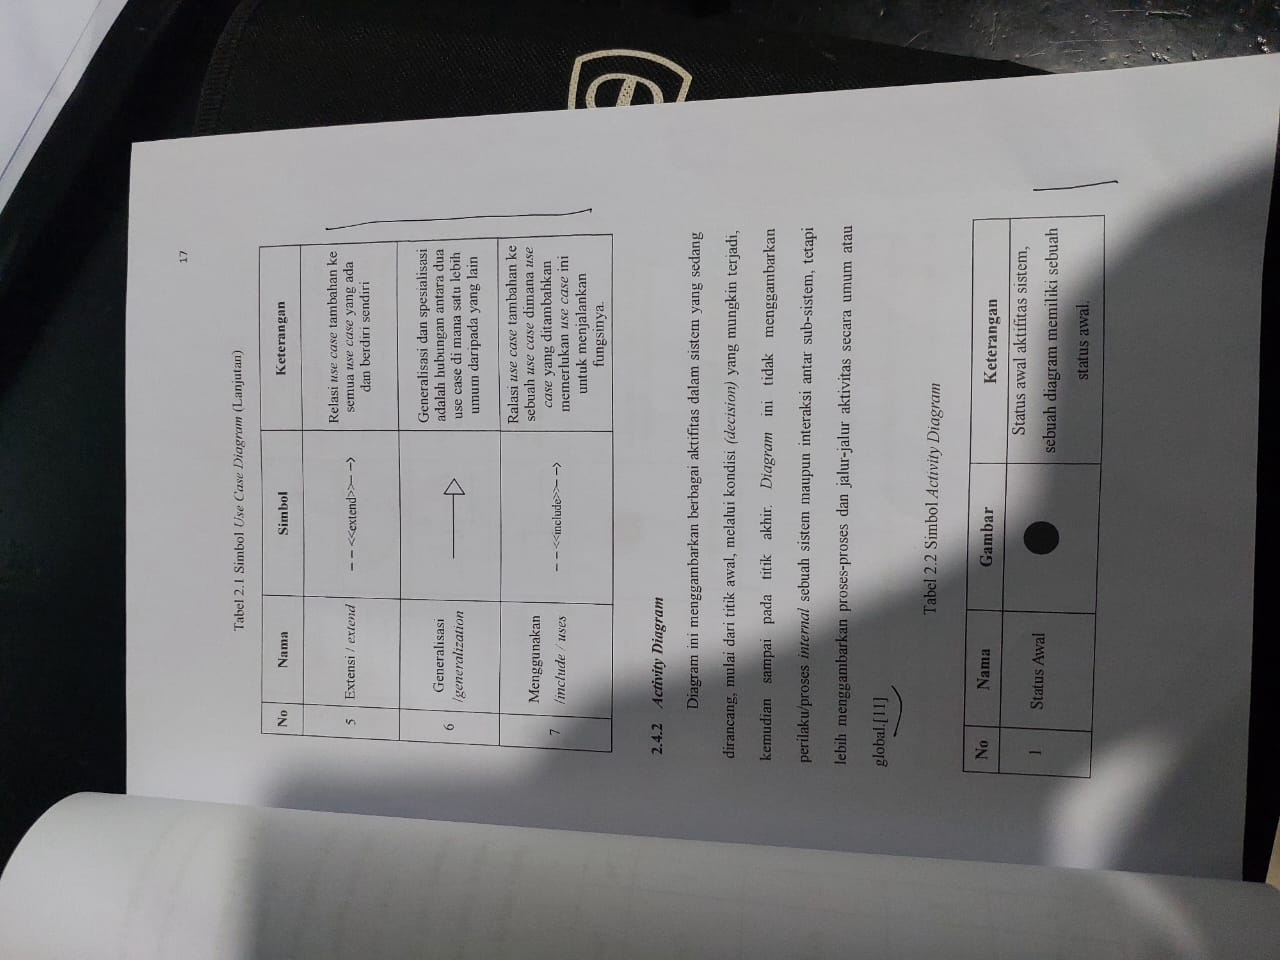 17
Tabel 2.1 Simbol Use Case Diagram (Lanjutan)
No Nama Simbol Keterangan
5 Extensi / extend <<extend>> Relasi use case tambahan ke
semua use case yang ada
dan berdiri sendiri
6 Generalisasi
/generalization
Generalisasi dan spesialisasi
adalah hubungan antara dua
use case di mana satu lebih
umum daripada yang lain
7 Menggunakan
/include / uses
<<include>>
Ralasi use case tambahan ke
sebuah use case dimana use
case yang ditambahkan
memerlukan use case ini
untuk menjalankan
fungsinya.
2.4.2 Activity Diagram
Diagram ini menggambarkan berbagai aktifitas dalam sistem yang sedang
dirancang, mulai dari titik awal, melalui kondisi (decision) yang mungkin terjadi,
kemudian sampai pada titik akhir. Diagram ini tidak menggambarkan
perilaku/proses internal sebuah sistem maupun interaksi antar sub-sistem, tetapi
lebih menggambarkan proses-proses dan jalur-jalur aktivitas secara umum atau
global.[11]
Tabel 2.2 Simbol Activity Diagram
No Nama Gambar Keterangan
1 Status Awal Status awal aktifitas sistem,
sebuah diagram memiliki sebuah
status awal.